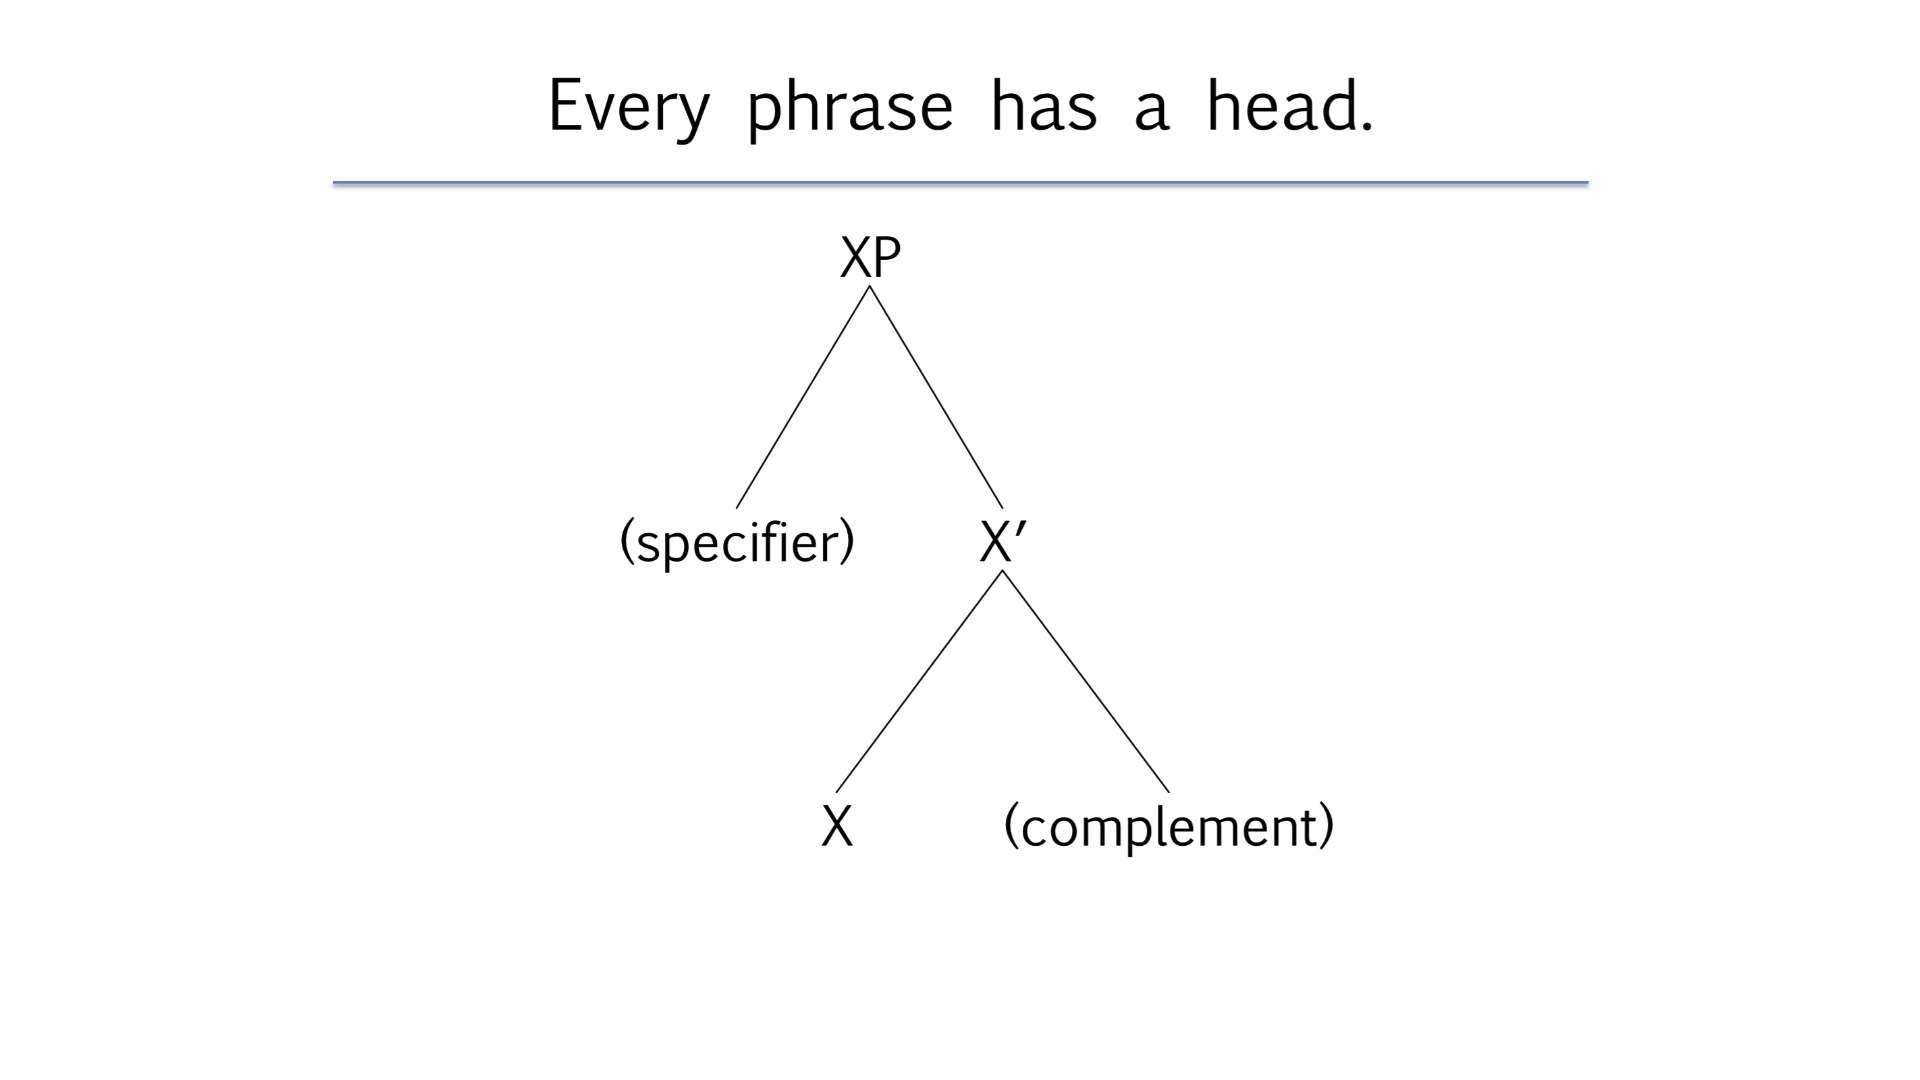 Every phrase has a head.
XP
(specifier) X′
X (complement)